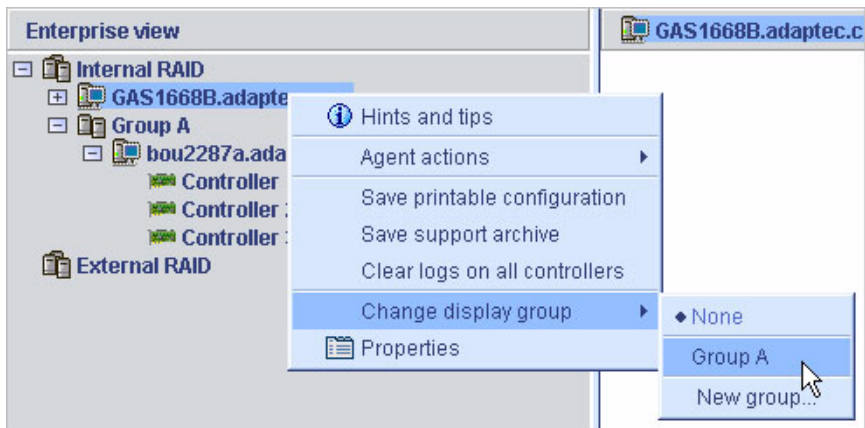 Enterprise view
GAS1668B.adaptec.c
Internal RAID
GAS1668B.adapte
Group A
bou2287a.ada
Controller
Controller
Controller
External RAID
Hints and tips
Agent actions
Save printable configuration
Save support archive
Clear logs on all controllers
Change display group
Properties
None
Group A
New group...